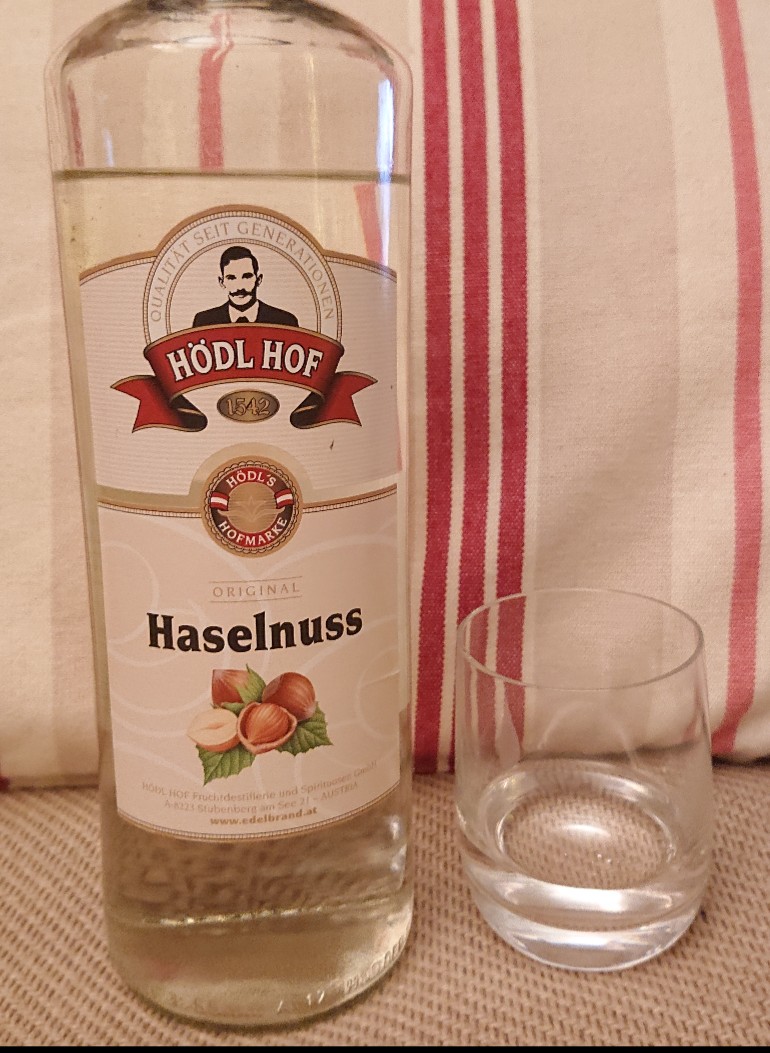 QUALITÄT SEIT GENERATIONEN
HÖDL HOF
1542
HÖDL'S
HOFMARKE
ORIGINAL
Haselnuss
HÖDL HOF Fruchtdestillerie und Spirituosen GmbH
A-8223 Stubenberg am See 21 - AUSTRIA
www.edelbrand.at